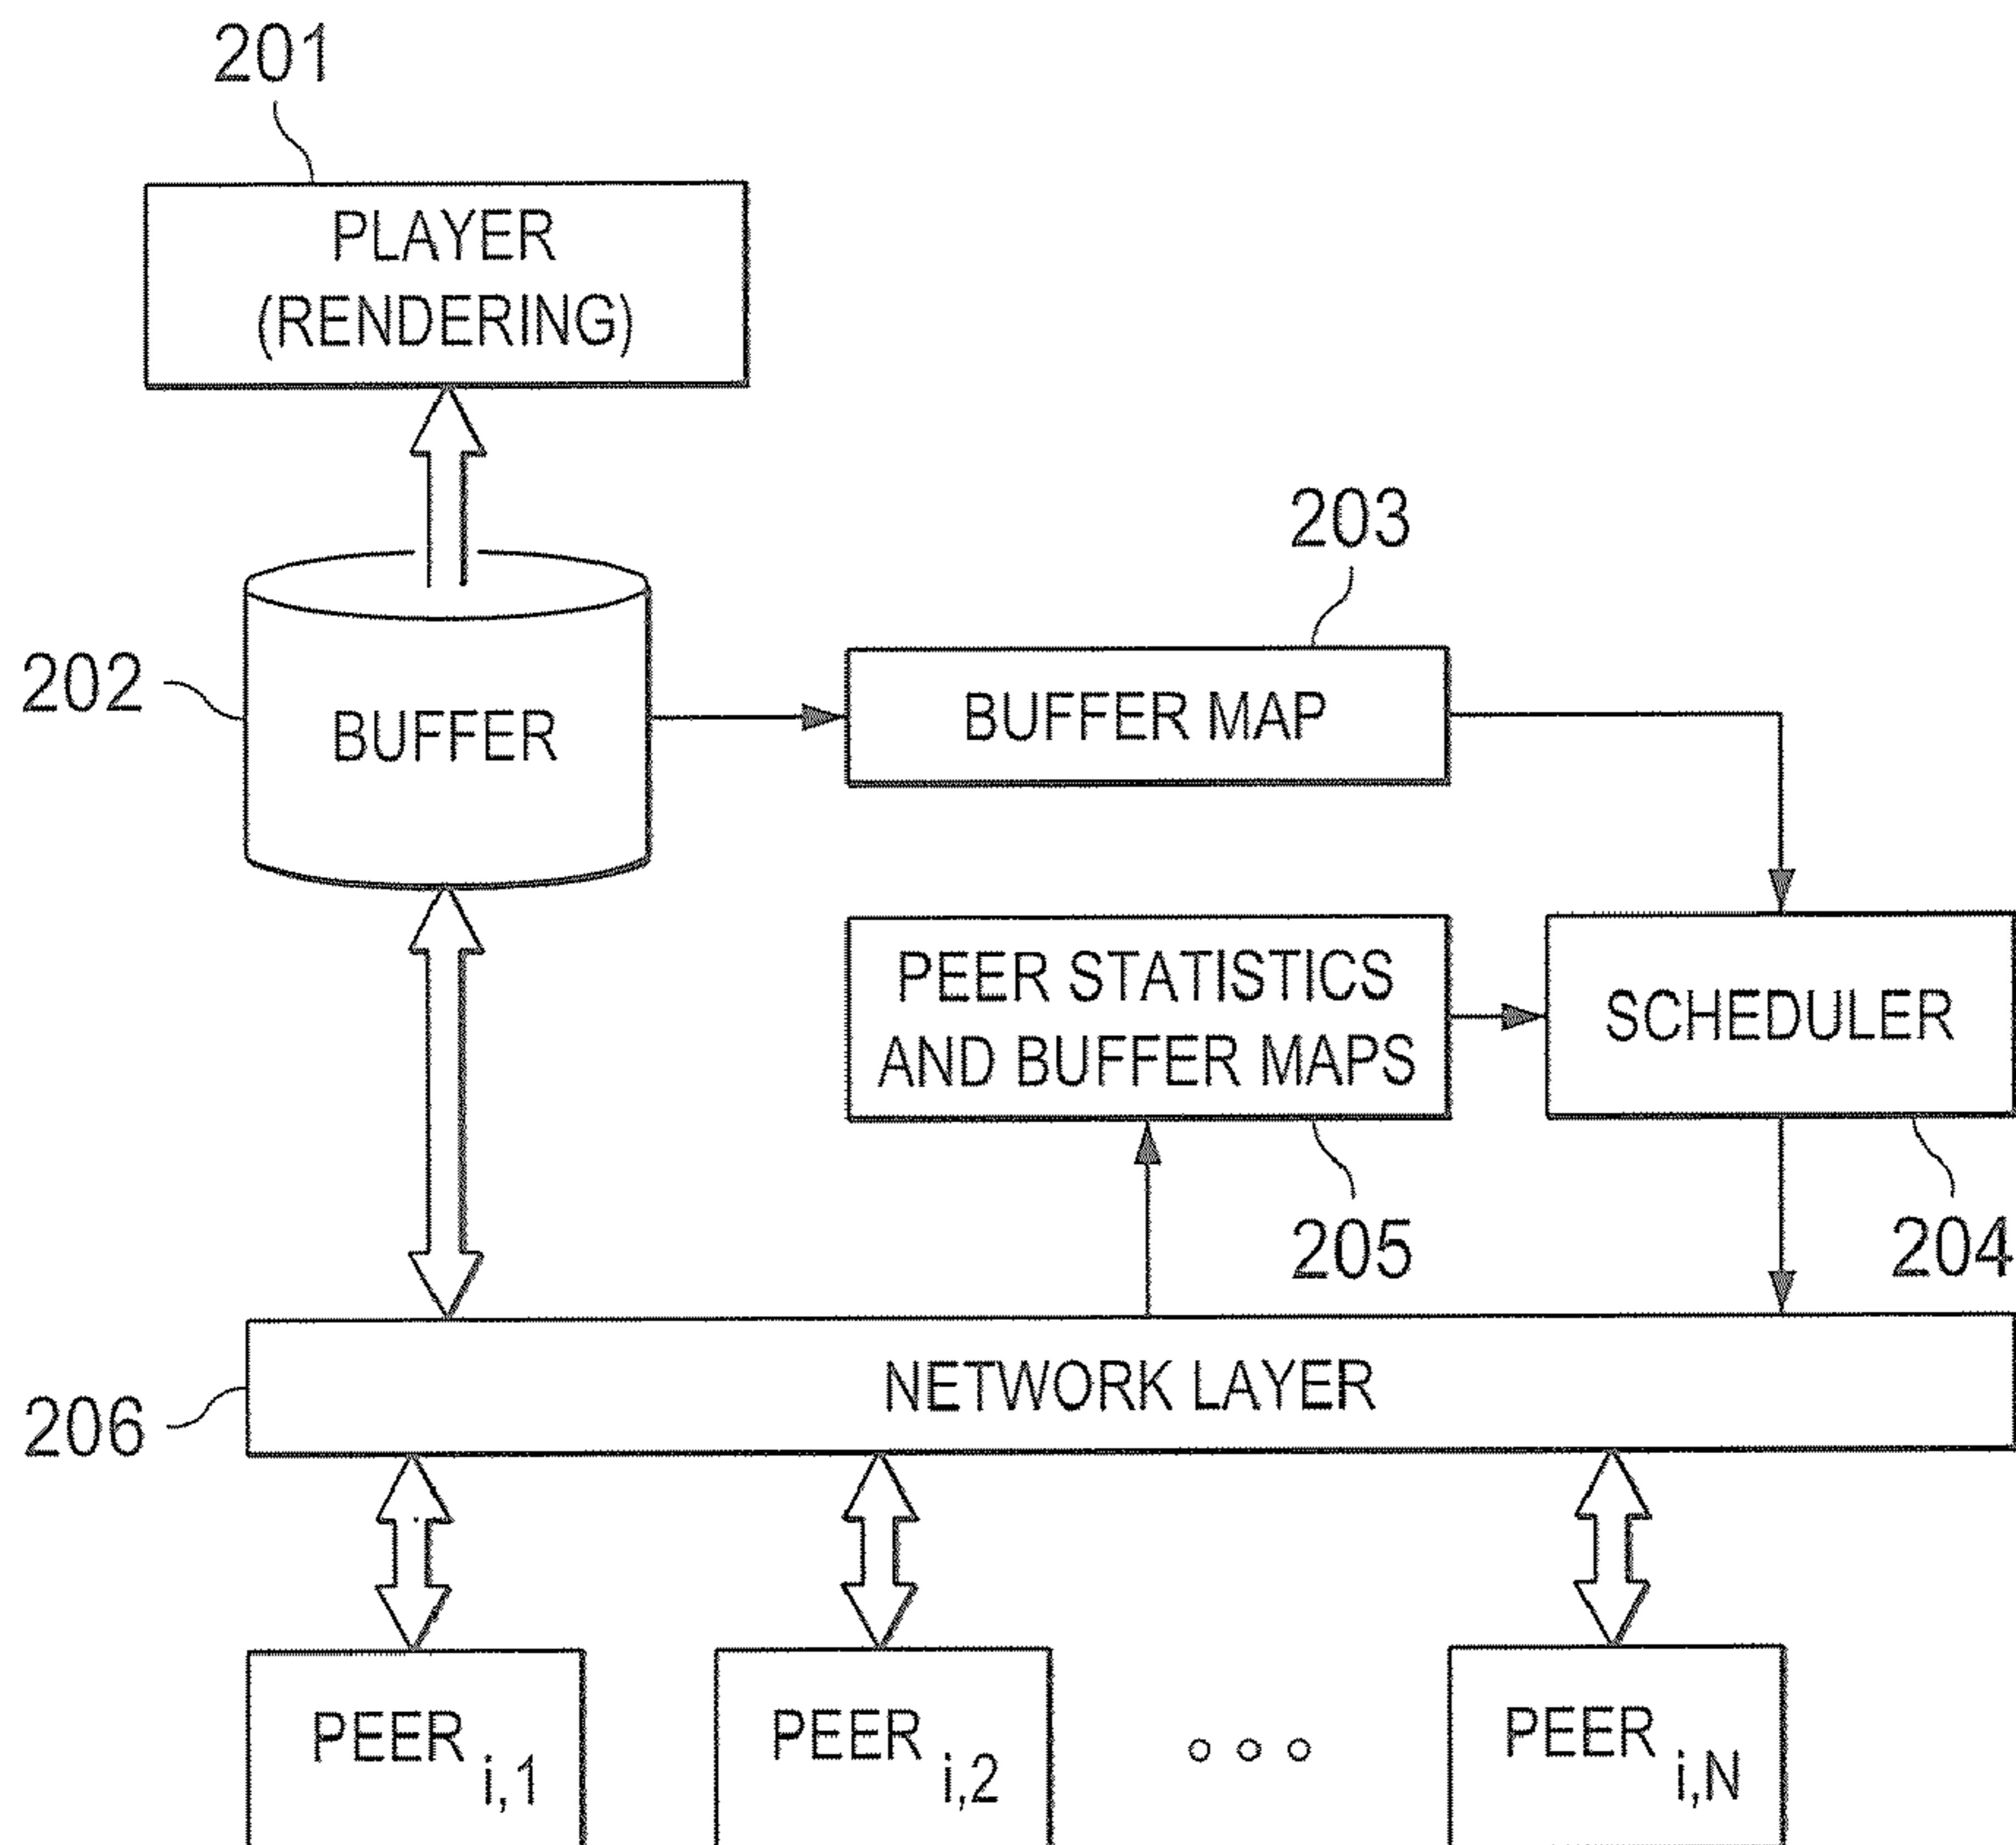 201
PLAYER
(RENDERING)
203
202
BUFFER
BUFFER MAP
PEER STATISTICS
AND BUFFER MAPS
SCHEDULER
205
204
NETWORK LAYER
206
PEER i,1
PEER i,2
PEER i,N